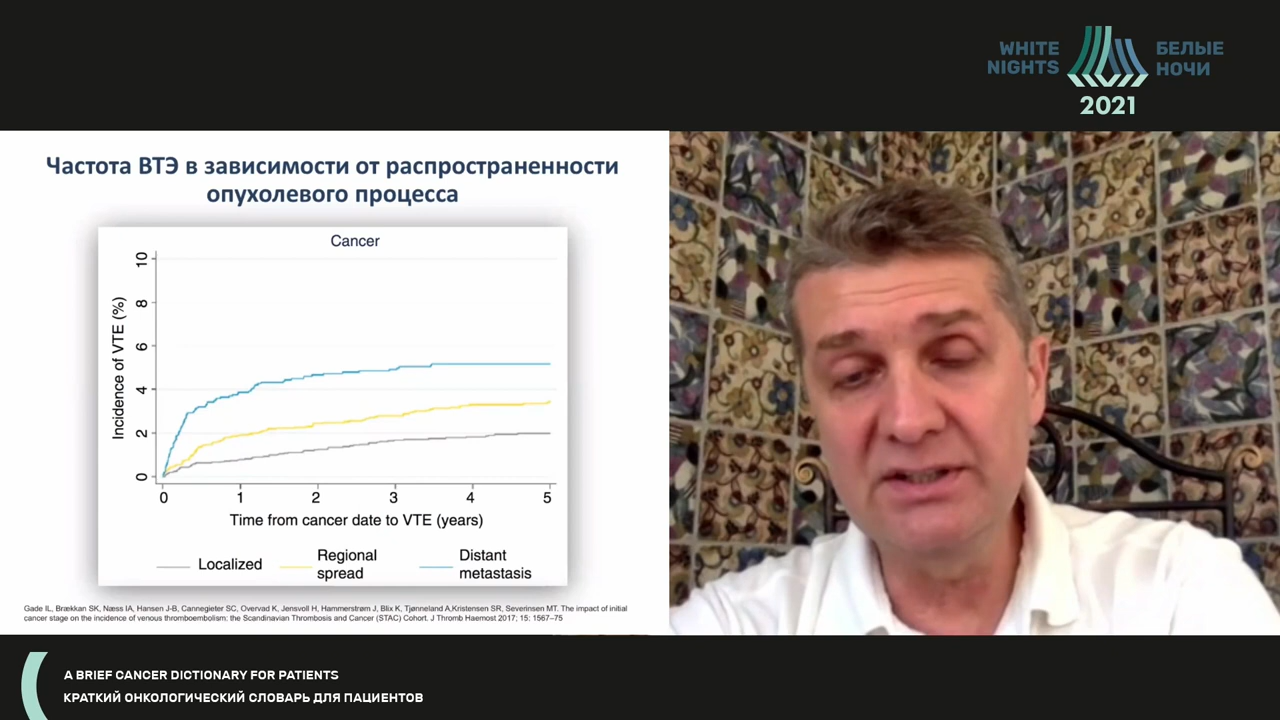 WHITE NIGHTS
БЕЛЫЕ НОЧИ
2021
Частота ВТЭ в зависимости от распространенности
опухолевого процесса
Cancer
Incidence of VTE (%)
10
8
6
4
2
0
0 1 2 3 4 5
Time from cancer date to VTE (years)
Localized
Regional
spread
Distant
metastasis
Gade IL, Brækkan SK, Næss IA, Hansen J-B, Cannegieter SC, Overvad K, Jensvoll H, Hammerstrøm J, Blix K, Tjønneland A,Kristensen SR, Severinsen MT. The impact of initial
cancer stage on the incidence of venous thromboembolism: the Scandinavian Thrombosis and Cancer (STAC) Cohort. J Thromb Haemost 2017; 15: 1567–75
A BRIEF CANCER DICTIONARY FOR PATIENTS
КРАТКИЙ ОНКОЛОГИЧЕСКИЙ СЛОВАРЬ ДЛЯ ПАЦИЕНТОВ